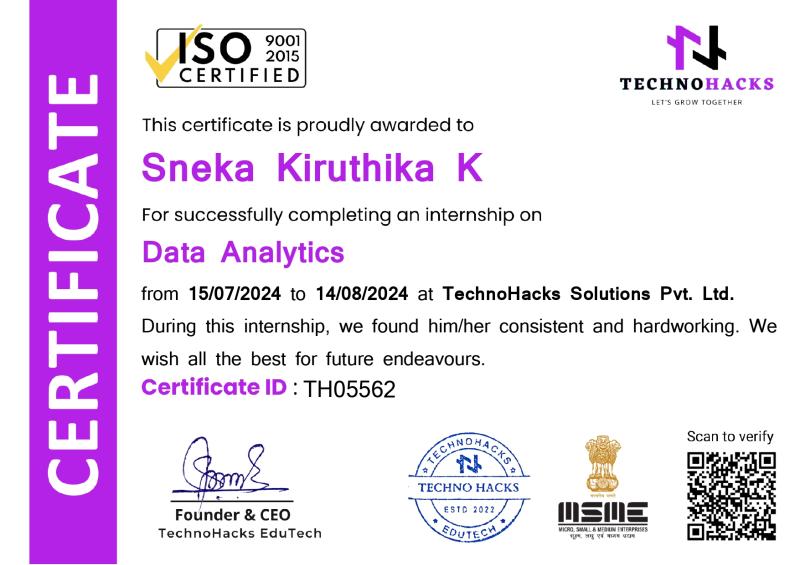 CERTIFICATE
ISO 9001
2015
CERTIFIED
TECHNOHACKS
LET'S GROW TOGETHER
This certificate is proudly awarded to
Sneka Kiruthika K
For successfully completing an internship on
Data Analytics
from 15/07/2024 to 14/08/2024 at TechnoHacks Solutions Pvt. Ltd.
During this internship, we found him/her consistent and hardworking. We
wish all the best for future endeavours.
Certificate ID : TH05562
Founder & CEO
TechnoHacks EduTech
TECHNOHACKS
TECHNO HACKS
ESTD 2022
EDUTECH
सत्यमेव जयते
MSME
MICRO, SMALL & MEDIUM ENTERPRISES
सूक्ष्म, लघु एवं मध्यम उद्यम
Scan to verify